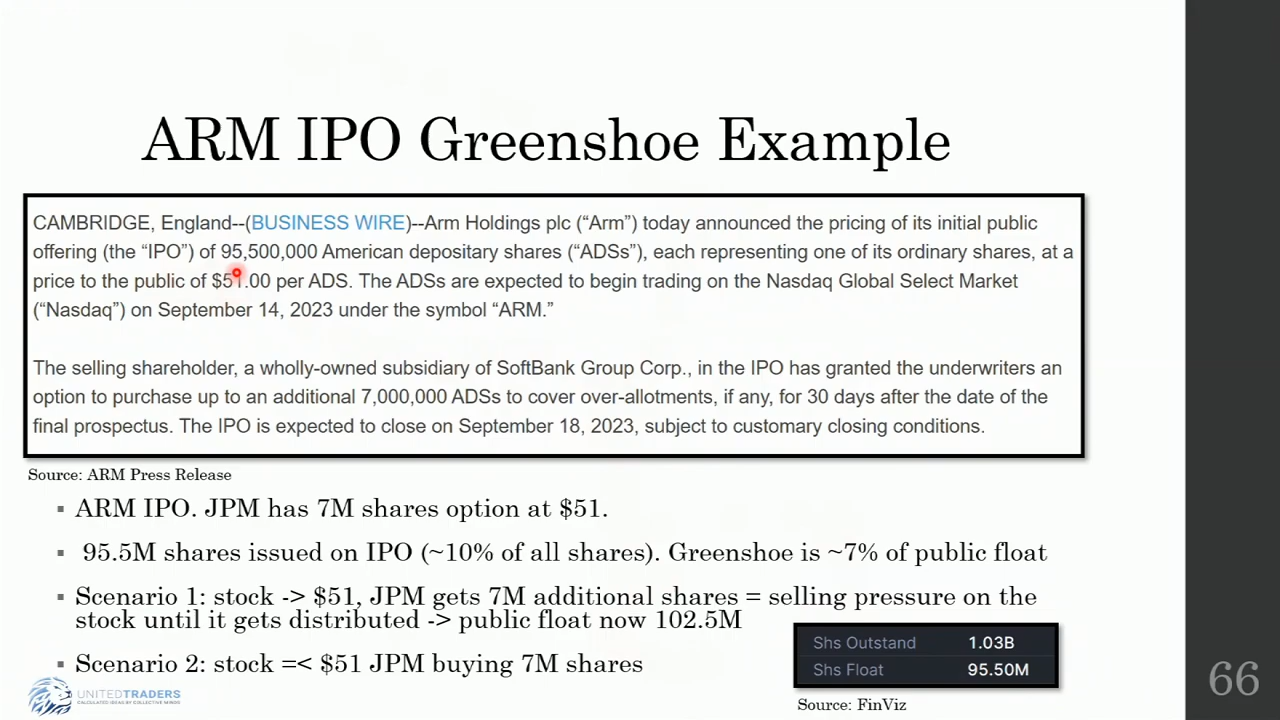 ARM IPO Greenshoe Example
CAMBRIDGE, England--(BUSINESS WIRE)--Arm Holdings plc (“Arm”) today announced the pricing of its initial public
offering (the “IPO”) of 95,500,000 American depositary shares (“ADSs”), each representing one of its ordinary shares, at a
price to the public of $51.00 per ADS. The ADSs are expected to begin trading on the Nasdaq Global Select Market
(“Nasdaq”) on September 14, 2023 under the symbol “ARM.”
The selling shareholder, a wholly-owned subsidiary of SoftBank Group Corp., in the IPO has granted the underwriters an
option to purchase up to an additional 7,000,000 ADSs to cover over-allotments, if any, for 30 days after the date of the
final prospectus. The IPO is expected to close on September 18, 2023, subject to customary closing conditions.
Source: ARM Press Release
▪ ARM IPO. JPM has 7M shares option at $51.
▪ 95.5M shares issued on IPO (~10% of all shares). Greenshoe is ~7% of public float
▪ Scenario 1: stock -> $51, JPM gets 7M additional shares = selling pressure on the
stock until it gets distributed -> public float now 102.5M
▪ Scenario 2: stock =< $51 JPM buying 7M shares
Shs Outstand 1.03B
Shs Float 95.50M
Source: FinViz
UNITEDTRADERS
CALCULATED IDEAS BY COLLECTIVE MINDS
66